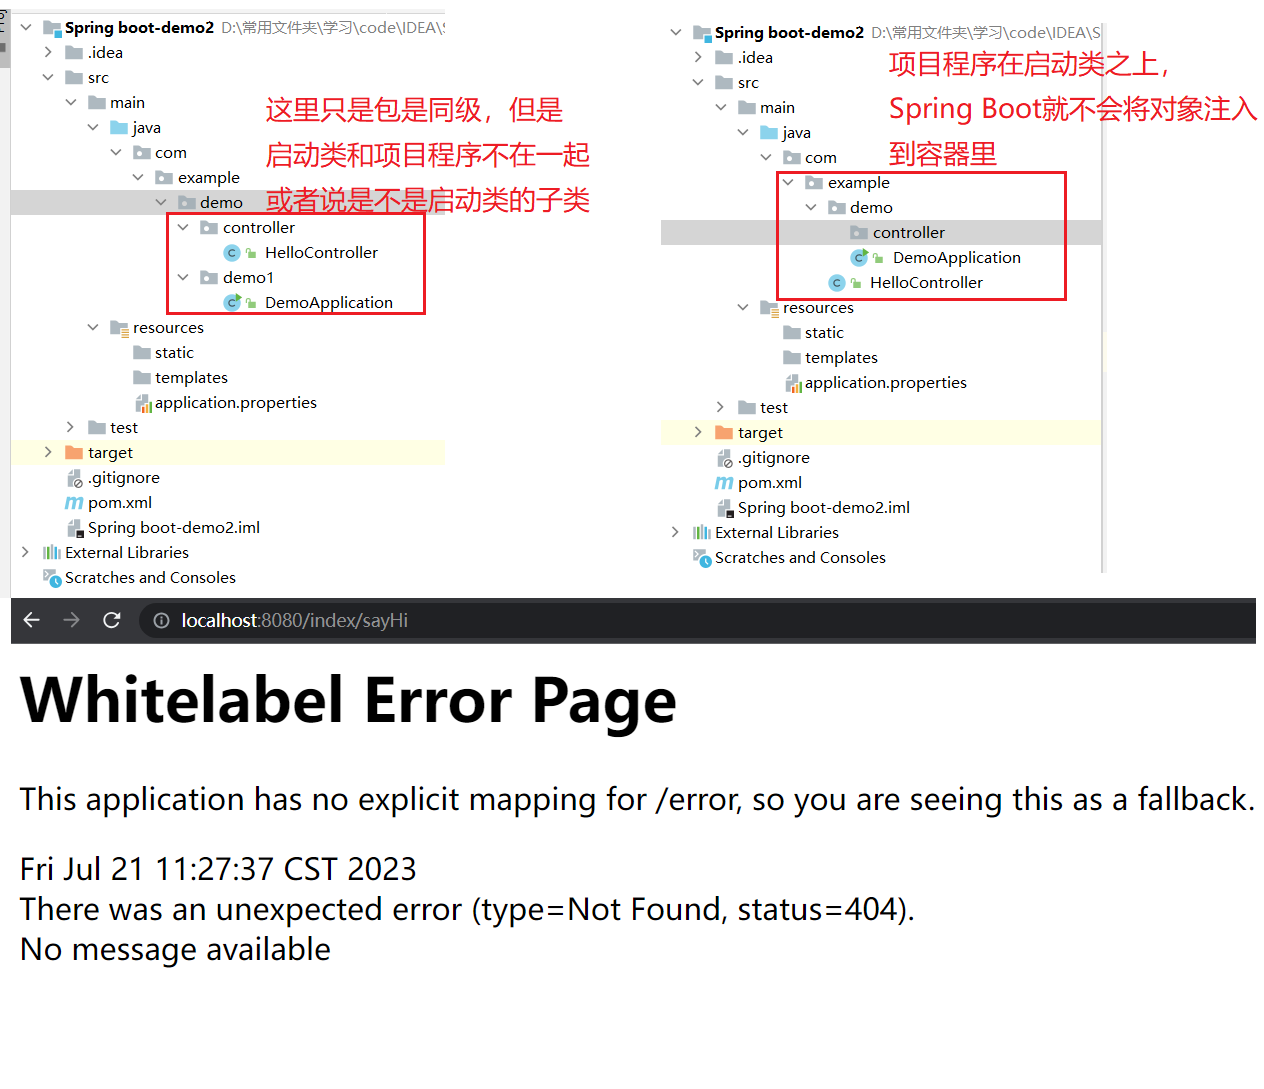 Spring boot-demo2 D:\常用文件夹\学习\code\IDEA\S
.idea
src
main
java
com
example
demo
controller
HelloController
demo1
DemoApplication
resources
static
templates
application.properties
test
target
.gitignore
pom.xml
Spring boot-demo2.iml
External Libraries
Scratches and Consoles
这里只是包是同级，但是
启动类和项目程序不在一起
或者说是不是启动类的子类
Spring boot-demo2 D:\常用文件夹\学习\code\IDEA\S
.idea
src
main
java
com
example
demo
controller
DemoApplication
HelloController
resources
static
templates
application.properties
test
target
.gitignore
pom.xml
Spring boot-demo2.iml
External Libraries
Scratches and Consoles
项目程序在启动类之上，
Spring Boot就不会将对象注入
到容器里
localhost:8080/index/sayHi
Whitelabel Error Page
This application has no explicit mapping for /error, so you are seeing this as a fallback.
Fri Jul 21 11:27:37 CST 2023
There was an unexpected error (type=Not Found, status=404).
No message available